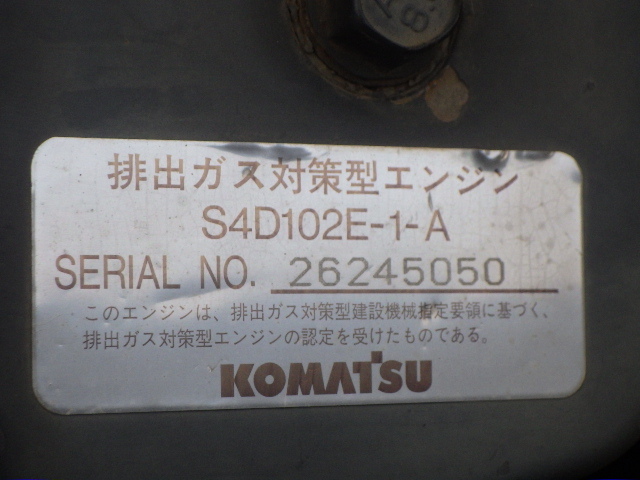 排出ガス対策型エンジン
S4D102E-1-A
SERIAL NO. 26245050
このエンジンは、排出ガス対策型建設機械指定要領に基づく、
排出ガス対策型エンジンの認定を受けたものである。
KOMATSU